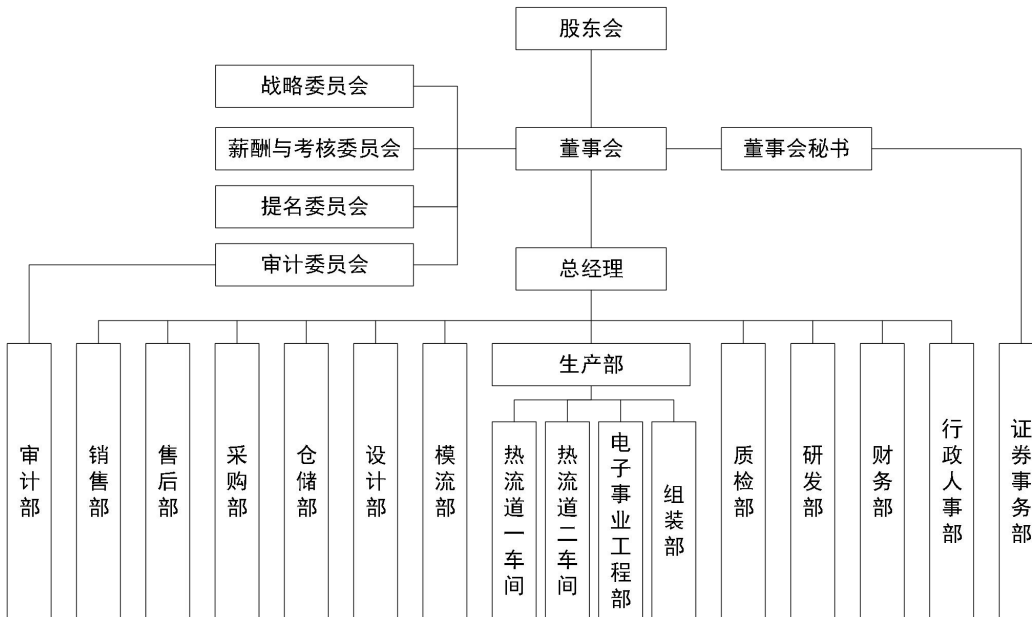 股东会
战略委员会
薪酬与考核委员会
董事会
董事会秘书
提名委员会
审计委员会
总经理
生产部
审计部
销售部
售后部
采购部
仓储部
设计部
模流部
热流道一车间
热流道二车间
电子事业工程部
组装部
质检部
研发部
财务部
行政人事部
证券事务部